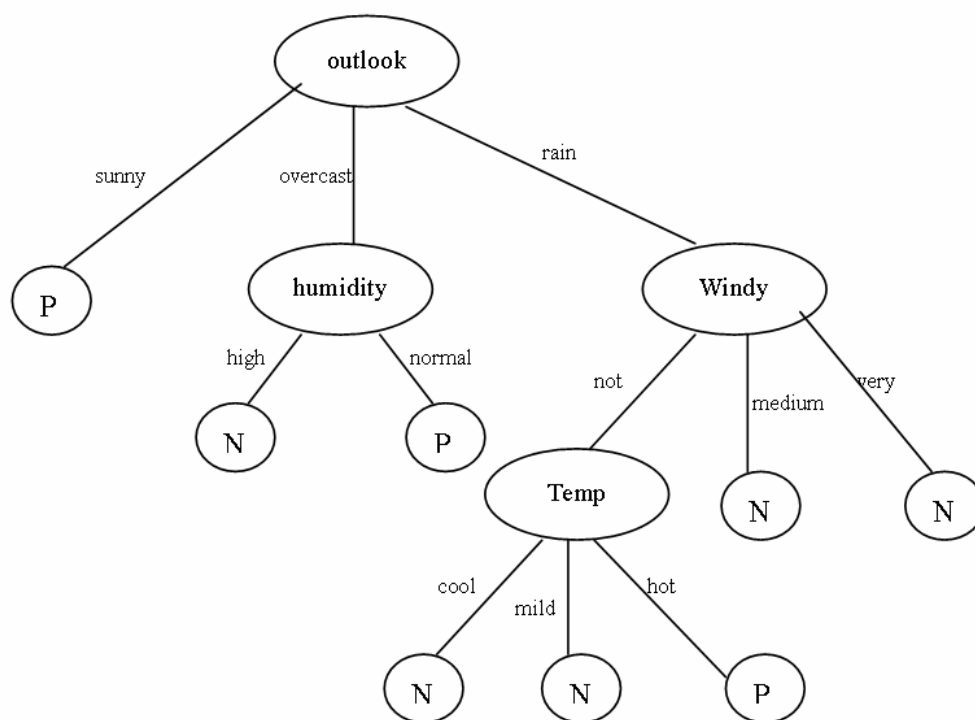 outlook
sunny
overcast
rain
P
humidity
Windy
high
normal
not
medium
very
N
P
Temp
N
N
cool
mild
hot
N
N
P